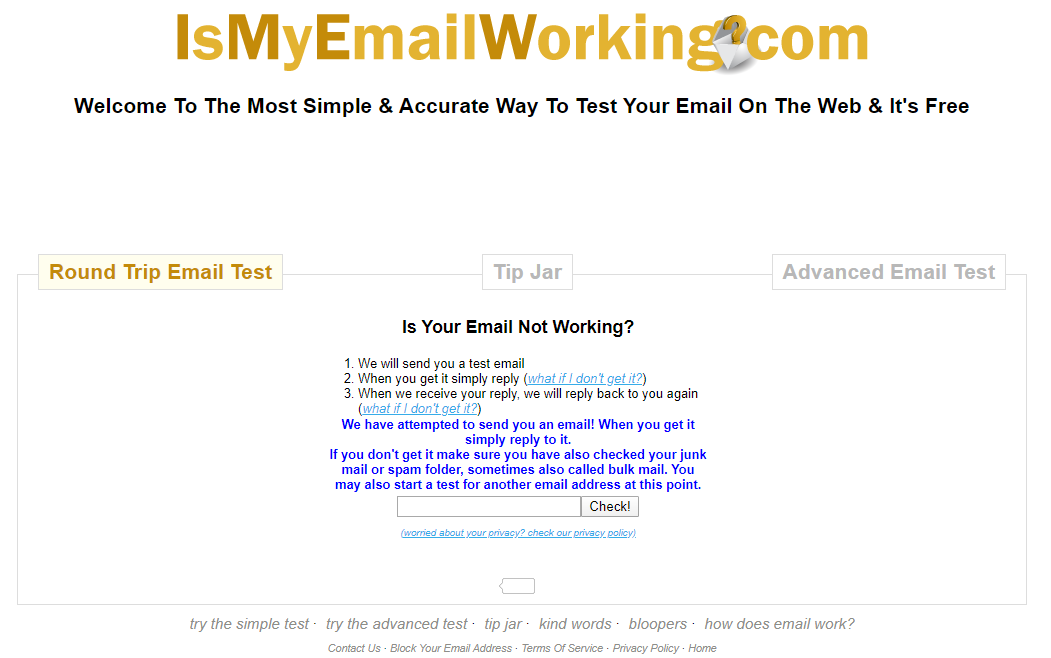 IsMyEmailWorking?com
Welcome To The Most Simple & Accurate Way To Test Your Email On The Web & It's Free
Round Trip Email Test
Tip Jar
Advanced Email Test
Is Your Email Not Working?
1. We will send you a test email
2. When you get it simply reply (what if I don't get it?)
3. When we receive your reply, we will reply back to you again
(what if I don't get it?)
We have attempted to send you an email! When you get it
simply reply to it.
If you don't get it make sure you have also checked your junk
mail or spam folder, sometimes also called bulk mail. You
may also start a test for another email address at this point.
Check!
(worried about your privacy? check our privacy policy)
try the simple test · try the advanced test · tip jar · kind words · bloopers · how does email work?
Contact Us · Block Your Email Address · Terms Of Service · Privacy Policy · Home